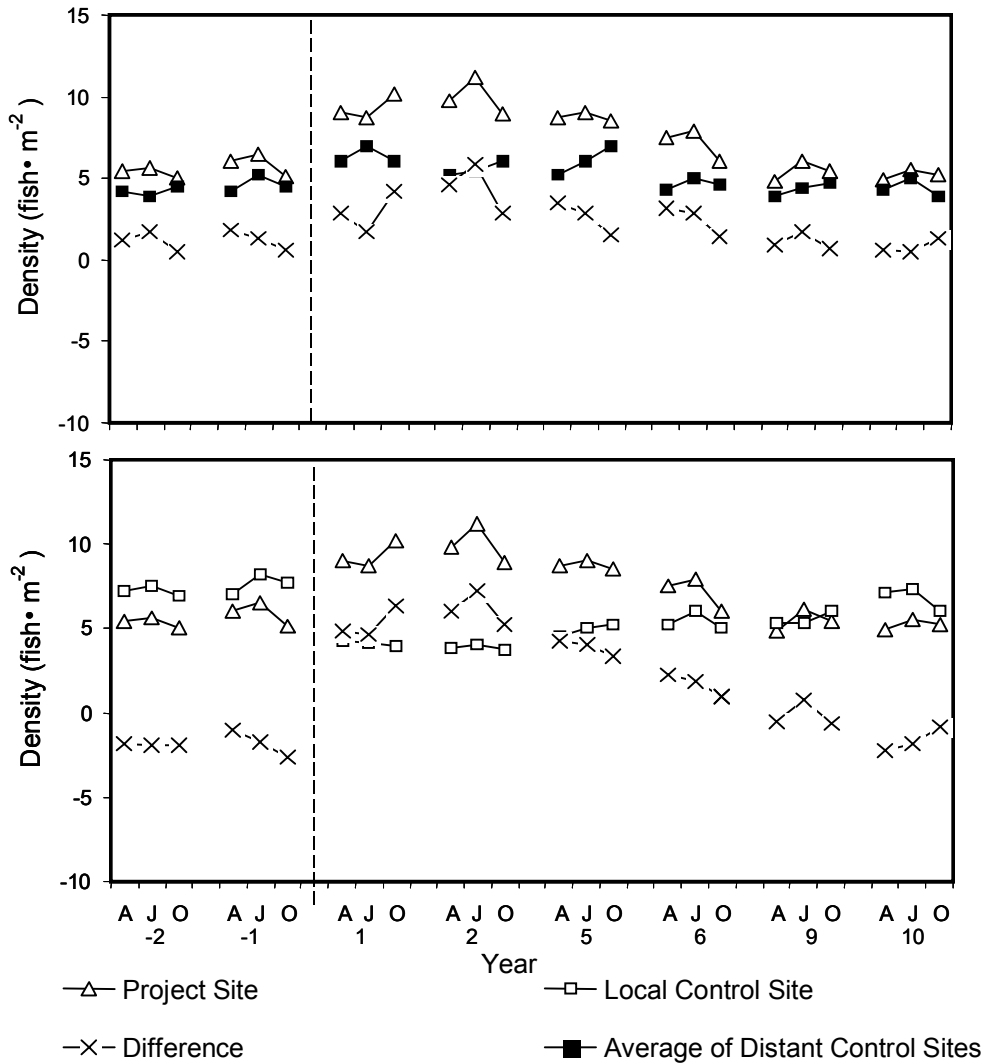 15
10
5
0
-5
-10
Density (fish• m-2 )
15
10
5
0
-5
-10
Density (fish• m-2 )
A J O A J O A J O A J O A J O A J O A J O A J O
-2 -1 1 2 5 6 9 10
Year
Project Site
Local Control Site
Difference
Average of Distant Control Sites